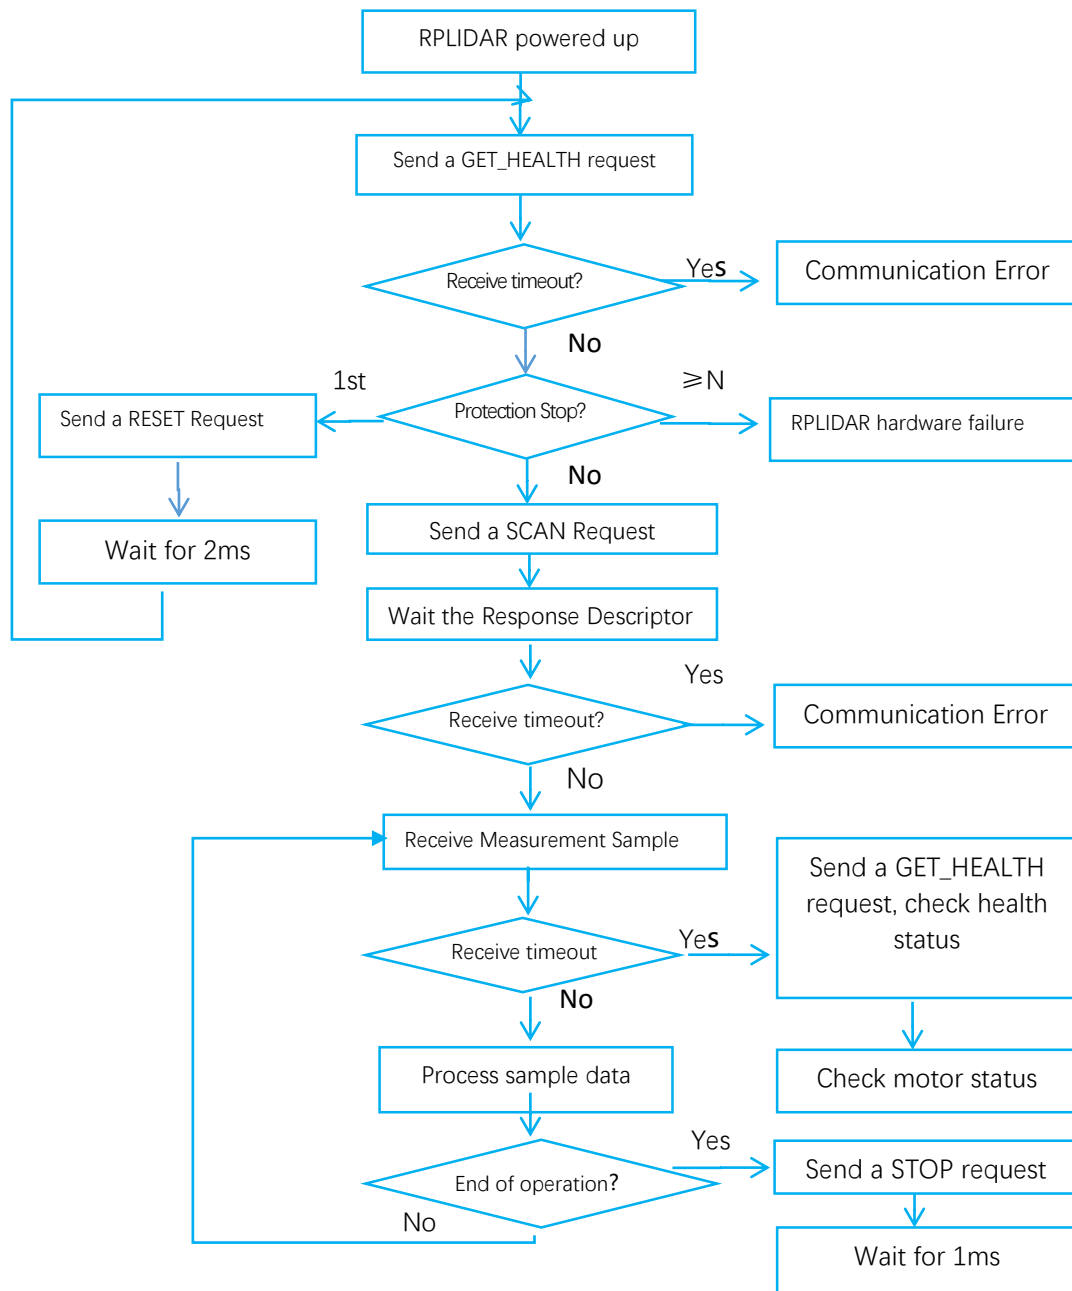 RPLIDAR powered up
Send a GET_HEALTH request
Receive timeout?
Yes
Communication Error
No
1st
≥N
Send a RESET Request
Protection Stop?
RPLIDAR hardware failure
No
Send a SCAN Request
Wait for 2ms
Wait the Response Descriptor
Yes
Receive timeout?
Communication Error
No
Receive Measurement Sample
Send a GET_HEALTH
request, check health
status
Receive timeout
Yes
No
Process sample data
Check motor status
Yes
End of operation?
Send a STOP request
No
Wait for 1ms